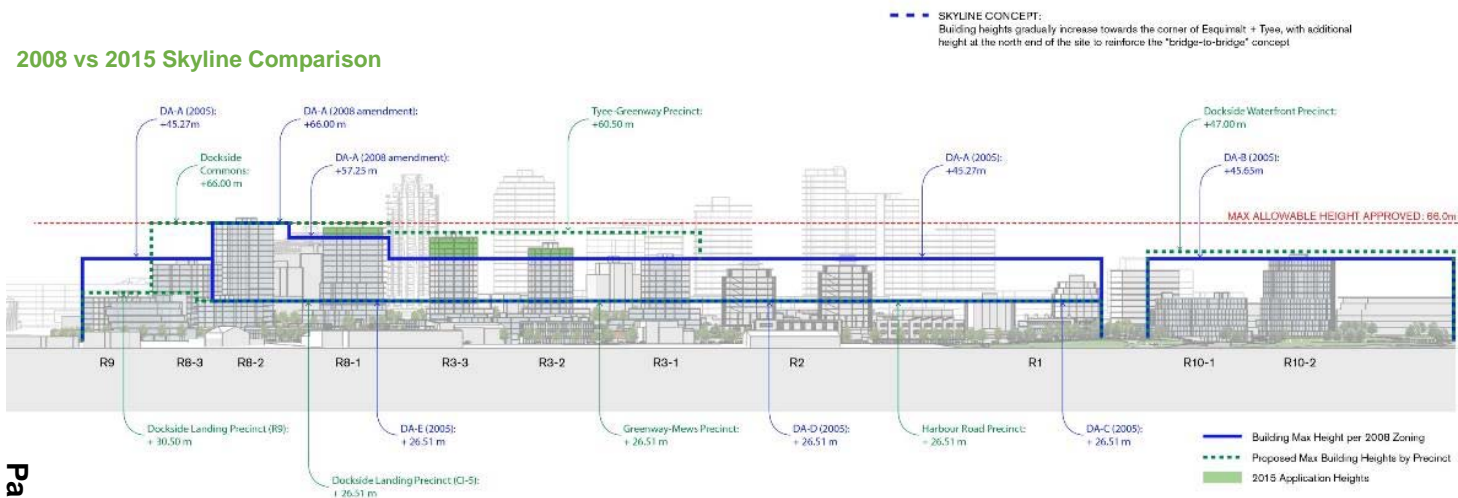 SKYLINE CONCEPT:
Building heights gradually increase towards the corner of Esquimalt + Tyee, with additional
height at the north end of the site to reinforce the "bridge-to-bridge" concept
2008 vs 2015 Skyline Comparison
DA-A (2005):
+45.27m
DA-A (2008 amendment):
+66.00 m
Tyee-Greenway Precinct:
+60.50 m
Dockside Waterfront Precinct:
+47.00 m
Dockside
Commons:
+66.00 m
DA-A (2008 amendment):
+57.25 m
DA-A (2005):
+45.27m
DA-B (2005):
+45.65m
MAX ALLOWABLE HEIGHT APPROVED: 66.0m
R9
R8-3
R8-2
R8-1
R3-3
R3-2
R3-1
R2
R1
R10-1
R10-2
Dockside Landing Precinct (R9):
+ 30.50 m
DA-E (2005):
+ 26.51 m
Greenway-Mews Precinct:
+ 26.51 m
DA-D (2005):
+ 26.51 m
Harbour Road Precinct:
+ 26.51 m
DA-C (2005):
+ 26.51 m
Dockside Landing Precinct (CI-5):
+ 26.51 m
Building Max Height per 2008 Zoning
Proposed Max Building Heights by Precinct
2015 Application Heights
Pa